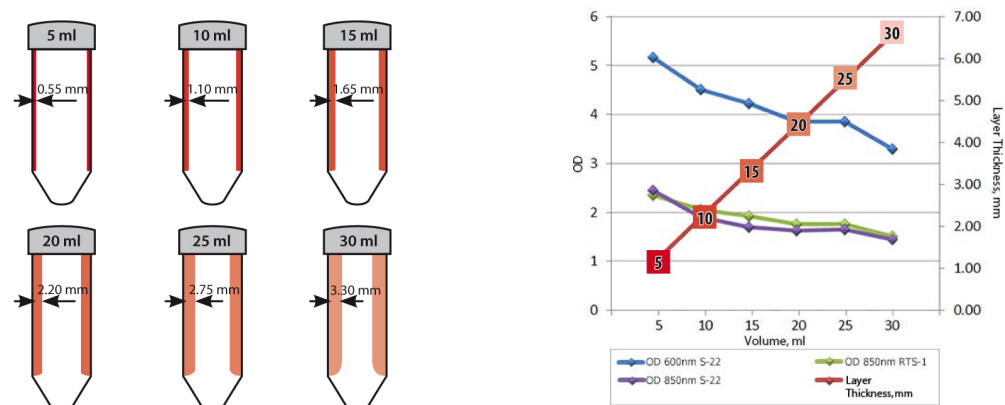 5 ml
10 ml
15 ml
0.55 mm
1.10 mm
1.65 mm
20 ml
25 ml
30 ml
2.20 mm
2.75 mm
3.30 mm
6
5
4
3
2
1
0
OD
7.00
6.00
5.00
4.00
3.00
2.00
1.00
0.00
Layer Thickness, mm
5
10
15
20
25
30
5
10
15
20
25
30
Volume, ml
OD 600nm S-22
OD 850nm RTS-1
OD 850nm S-22
Layer
Thickness,mm